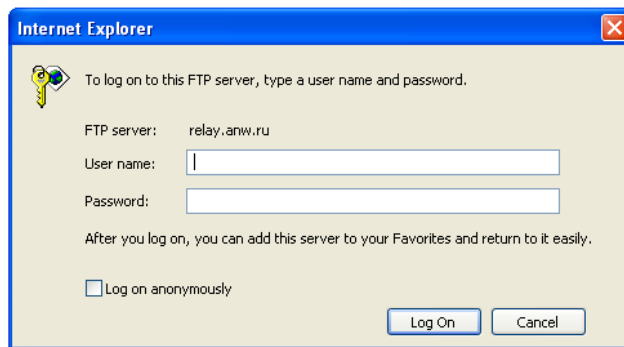 Internet Explorer
To log on to this FTP server, type a user name and password.
FTP server: relay.anw.ru
User name:
Password:
After you log on, you can add this server to your Favorites and return to it easily.
Log on anonymously
Log On Cancel